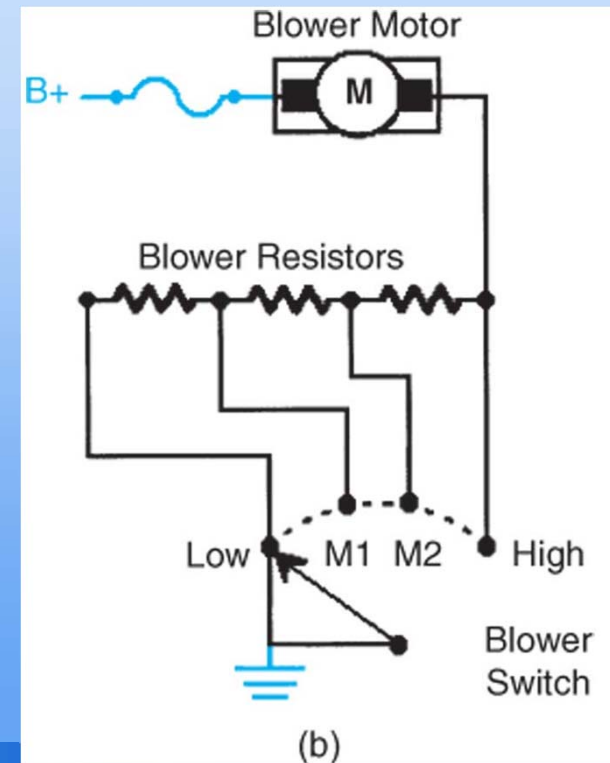 Blower Motor
B+
M
Blower Resistors
Low M1 M2 High
Blower
Switch
(b)